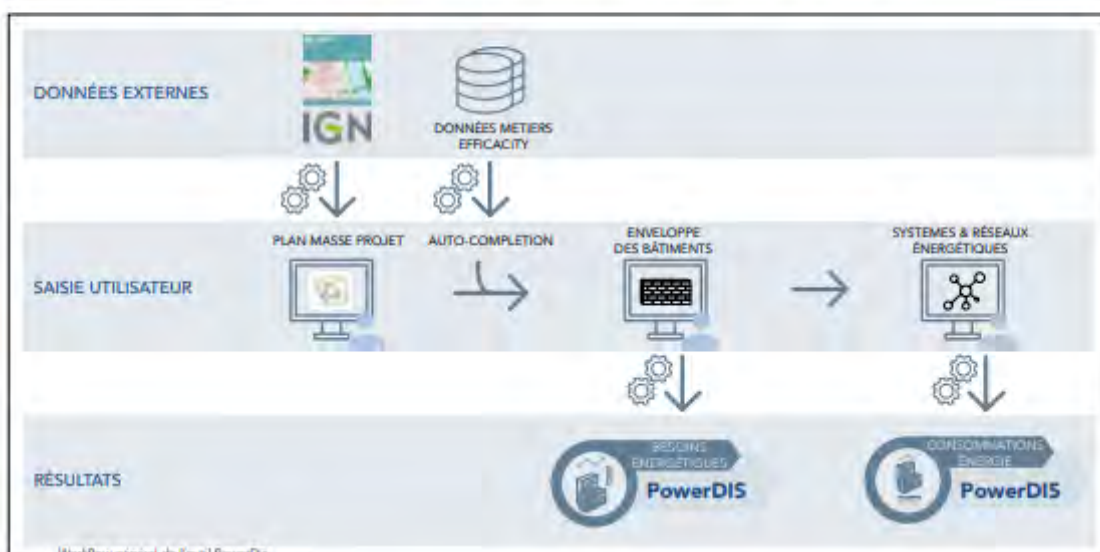 DONNÉES EXTERNES
IGN
DONNÉES METIERS
EFFICACITY
PLAN MASSE PROJET
AUTO-COMPLETION
ENVELOPPE
DES BÂTIMENTS
SYSTEMES & RÉSEAUX
ÉNERGÉTIQUES
SAISIE UTILISATEUR
BESOINS
ÉNERGÉTIQUES
PowerDIS
CONSOMMATIONS
ÉNERGIE
PowerDIS
RÉSULTATS